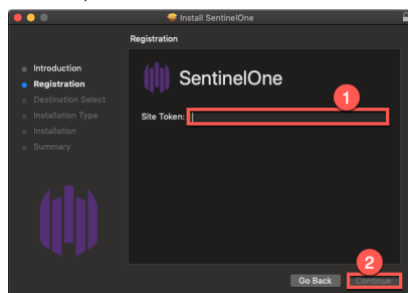 Install SentinelOne
Registration
Introduction
Registration
Destination Select
Installation Type
Installation
Summary
SentinelOne
1
Site Token:
2
Go Back
Continue